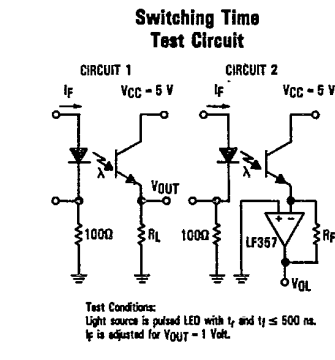 Switching Time
Test Circuit
CIRCUIT 1
CIRCUIT 2
IF
VCC = 5 V
IF
VCC = 5 V
λ
λ
VOUT
100Ω
RL
100Ω
+ −
LF357
RF
VOL
Test Conditions:
Light source is pulsed LED with tr and tf ≤ 500 ns.
IF is adjusted for VOUT = 1 Volt.